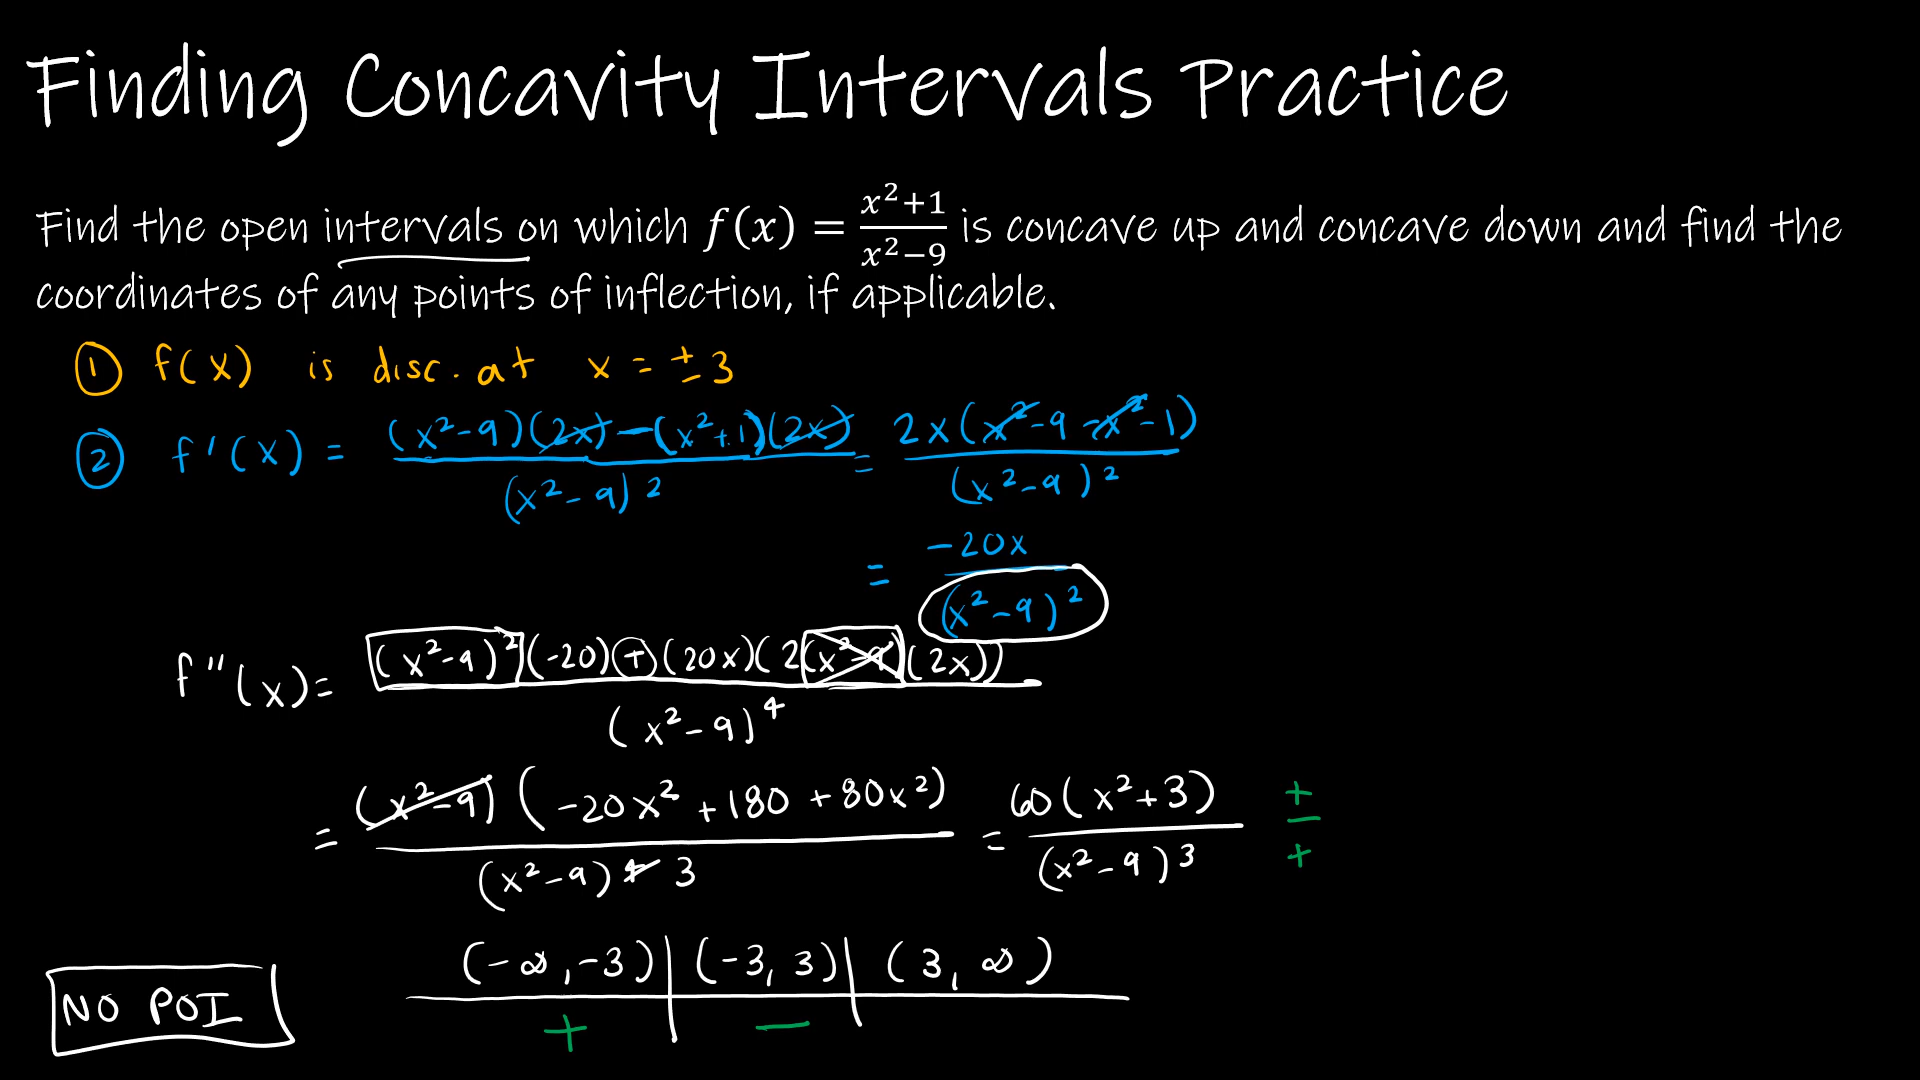 Finding Concavity Intervals Practice
Find the open intervals on which f(x) = (x²+1)/(x²−9) is concave up and concave down and find the
coordinates of any points of inflection, if applicable.
① f(x) is disc. at x = ±3
② f'(x) = ((x²-9)(2x) - (x²+1)(2x))/(x²-9)² = 2x(x²-9-x²-1)/(x²-9)²
= -20x/(x²-9)²
f''(x) = ((x²-9)²(-20)+(20x)(2(x²-9)(2x)))/(x²-9)⁴
= (x²-9)(-20x²+180+80x²)/(x²-9)⁴ 3 = 60(x²+3)/(x²-9)³ +/+
(-∞,-3) | (-3, 3) | (3, ∞)
NO POI
+ −